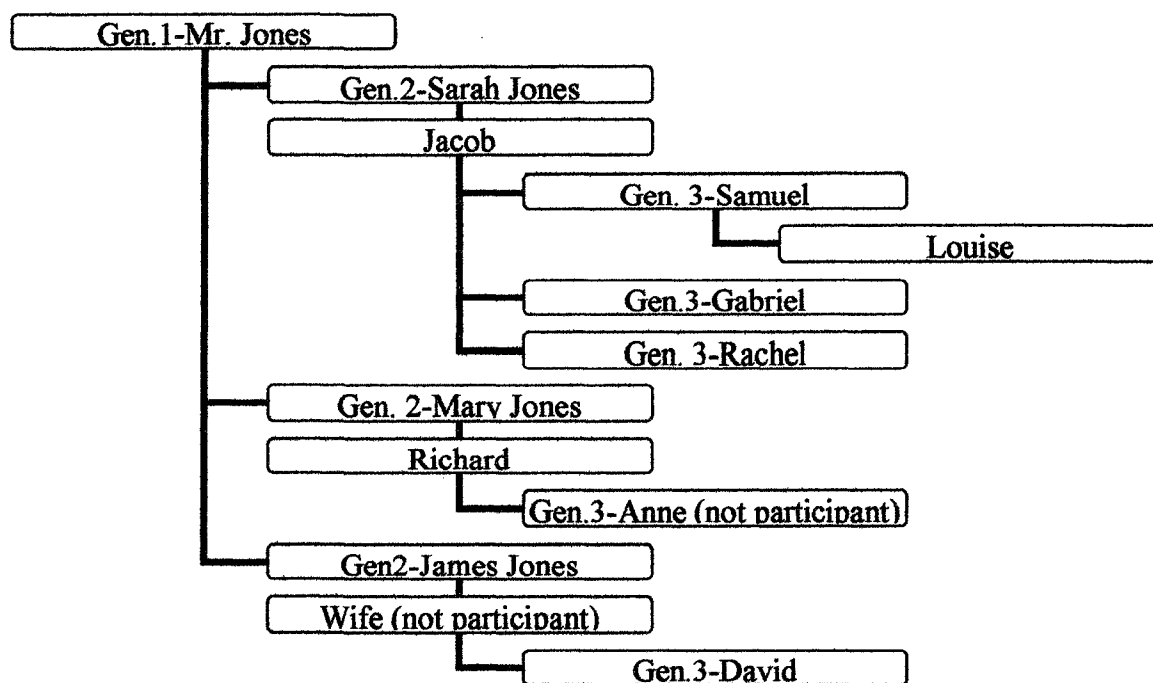 Gen.1-Mr. Jones
Gen.2-Sarah Jones
Jacob
Gen. 3-Samuel
Louise
Gen.3-Gabriel
Gen. 3-Rachel
Gen. 2-Mary Jones
Richard
Gen.3-Anne (not participant)
Gen2-James Jones
Wife (not participant)
Gen.3-David